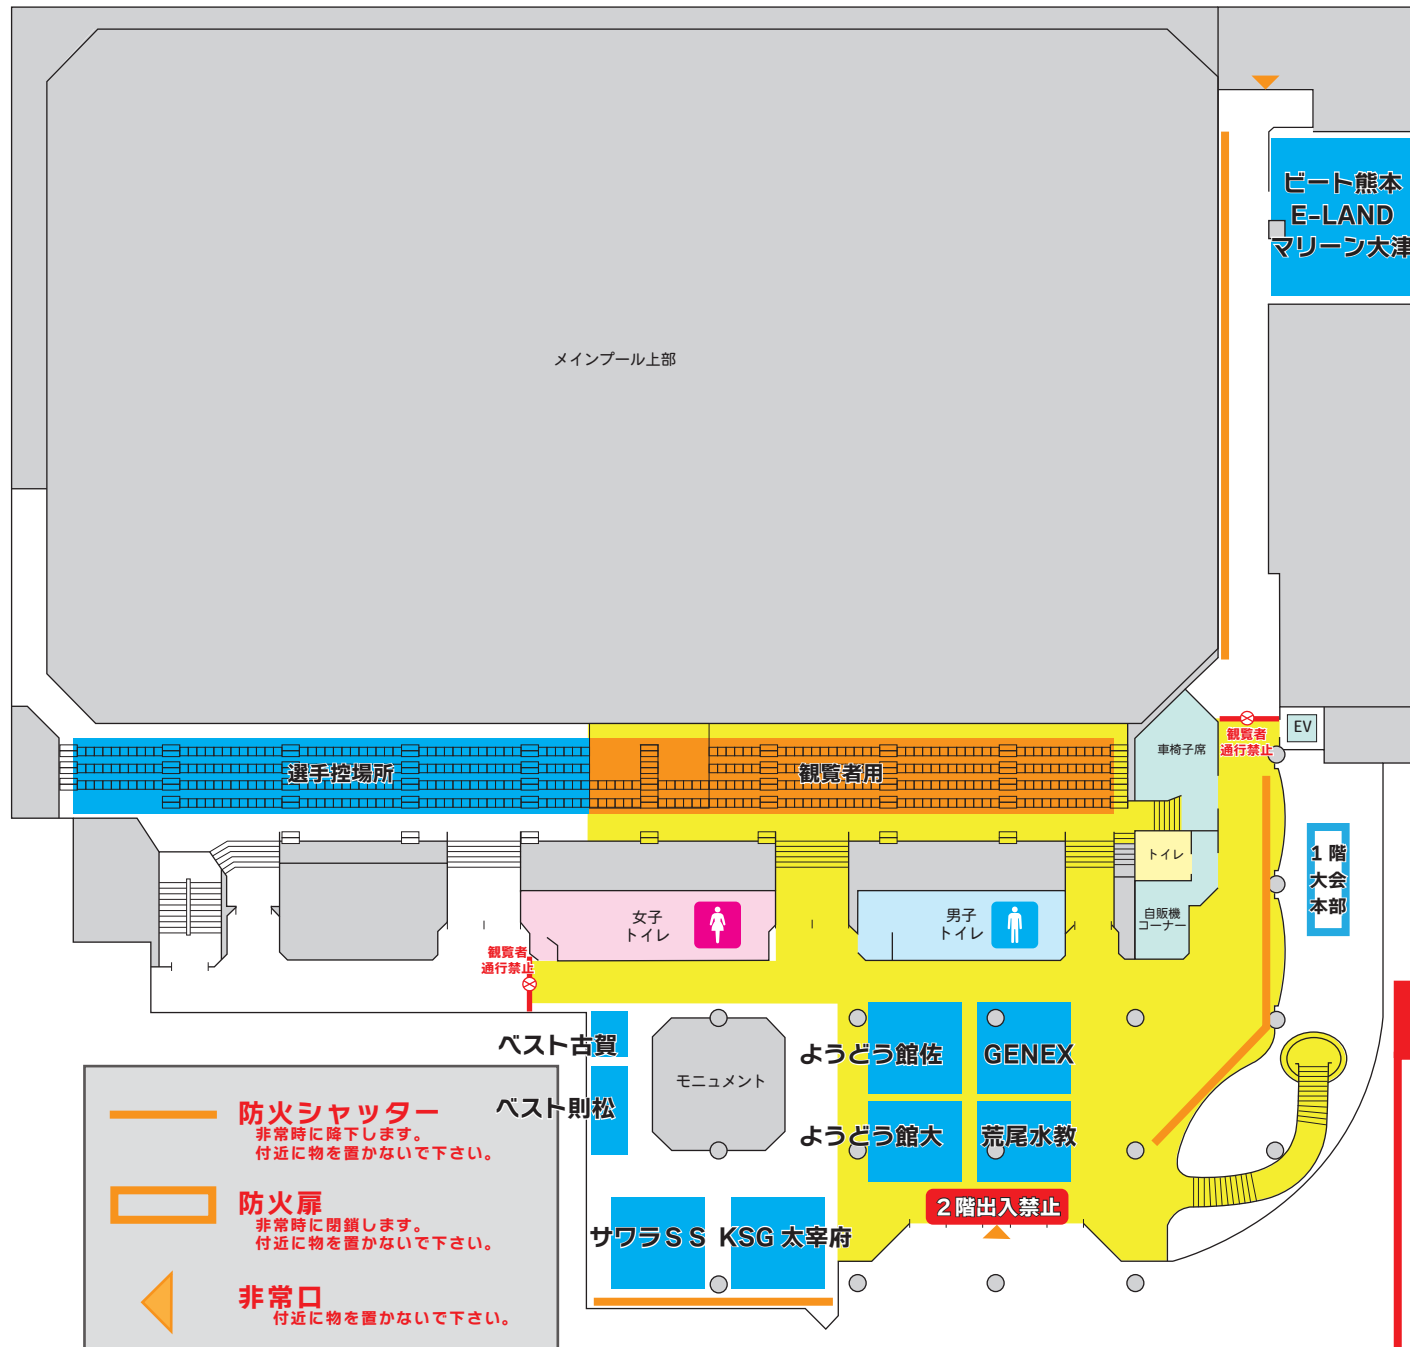 ビート熊本
E-LAND
マリーン大津
メインプール上部
EV
観覧者
通行禁止
車椅子席
選手控場所
観覧者用
トイレ
1階
大会
本部
女子
トイレ
男子
トイレ
自販機
コーナー
観覧者
通行禁止
ベスト古賀
ようどう館佐
GENEX
モニュメント
ベスト則松
ようどう館大
荒尾水教
2階出入禁止
サワラSS
KSG 太宰府
防火シャッター
非常時に降下します。
付近に物を置かないで下さい。
防火扉
非常時に閉鎖します。
付近に物を置かないで下さい。
非常口
付近に物を置かないで下さい。